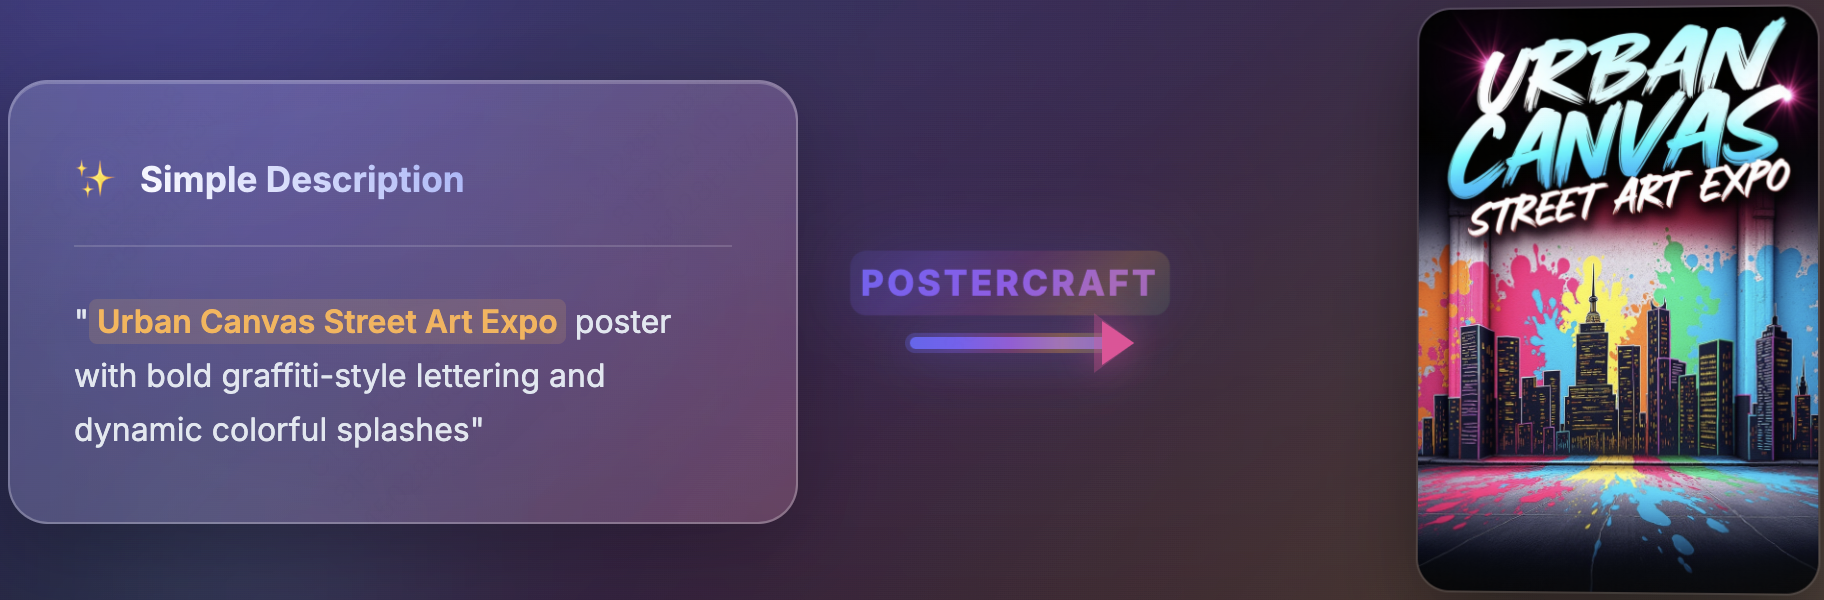 Simple Description
"Urban Canvas Street Art Expo poster
with bold graffiti-style lettering and
dynamic colorful splashes"
POSTERCRAFT
URBAN
CANVAS
STREET ART EXPO